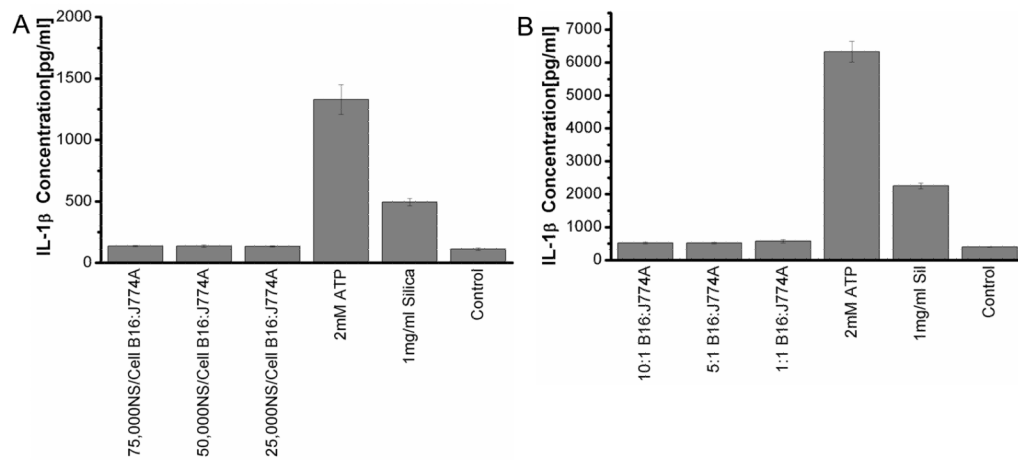 A
IL-1β Concentration[pg/ml]
2000
1500
1000
500
0
75,000NS/Cell B16:J774A
50,000NS/Cell B16:J774A
25,000NS/Cell B16:J774A
2mM ATP
1mg/ml Silica
Control
B
IL-1β Concentration[pg/ml]
7000
6000
5000
4000
3000
2000
1000
0
10:1 B16:J774A
5:1 B16:J774A
1:1 B16:J774A
2mM ATP
1mg/ml Sil
Control